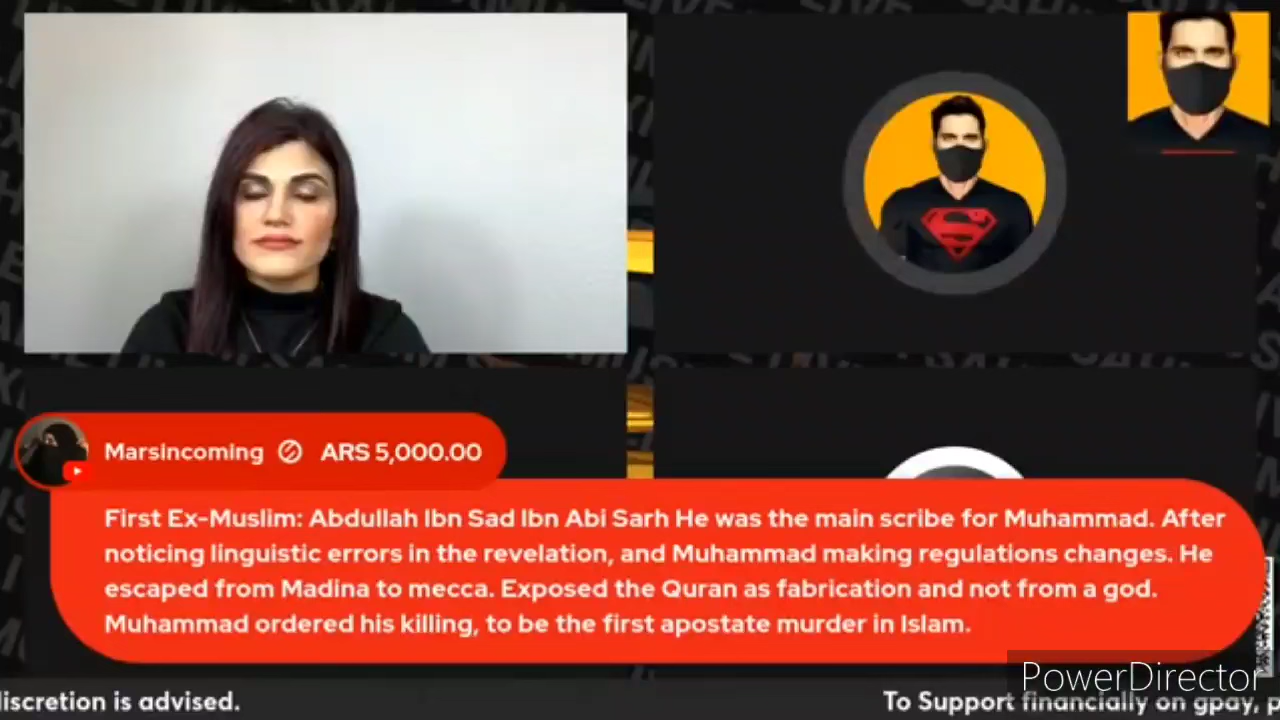 Marsincoming ARS 5,000.00
First Ex-Muslim: Abdullah Ibn Sad Ibn Abi Sarh He was the main scribe for Muhammad. After
noticing linguistic errors in the revelation, and Muhammad making regulations changes. He
escaped from Madina to mecca. Exposed the Quran as fabrication and not from a god.
Muhammad ordered his killing, to be the first apostate murder in Islam.
PowerDirector
discretion is advised. To Support financially on gpay,